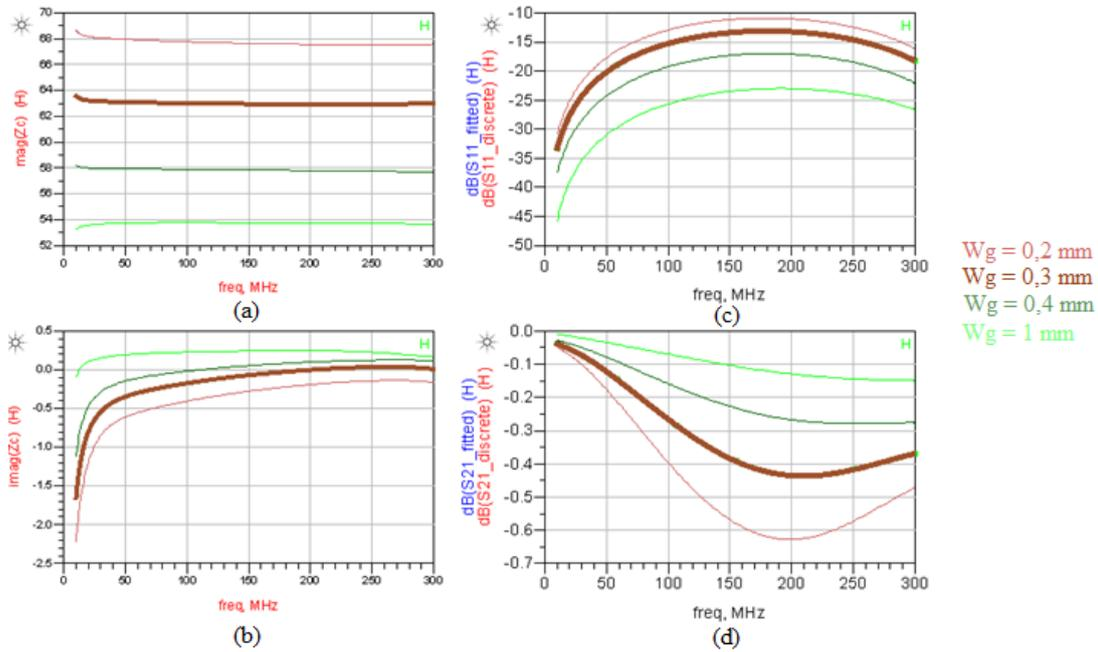 70
68
66
64
62
60
58
56
54
52
mag(Zc) (H)
H
0 50 100 150 200 250 300
freq, MHz
(a)
-10
-15
-20
-25
-30
-35
-40
-45
-50
dB(S11_fitted) (H)
dB(S11_discrete) (H)
H
0 50 100 150 200 250 300
freq, MHz
(c)
Wg = 0,2 mm
Wg = 0,3 mm
Wg = 0,4 mm
Wg = 1 mm
0.5
0.0
-0.5
-1.0
-1.5
-2.0
-2.5
imag(Zc) (H)
H
0 50 100 150 200 250 300
freq, MHz
(b)
0.0
-0.1
-0.2
-0.3
-0.4
-0.5
-0.6
-0.7
dB(S21_fitted) (H)
dB(S21_discrete) (H)
H
0 50 100 150 200 250 300
freq, MHz
(d)